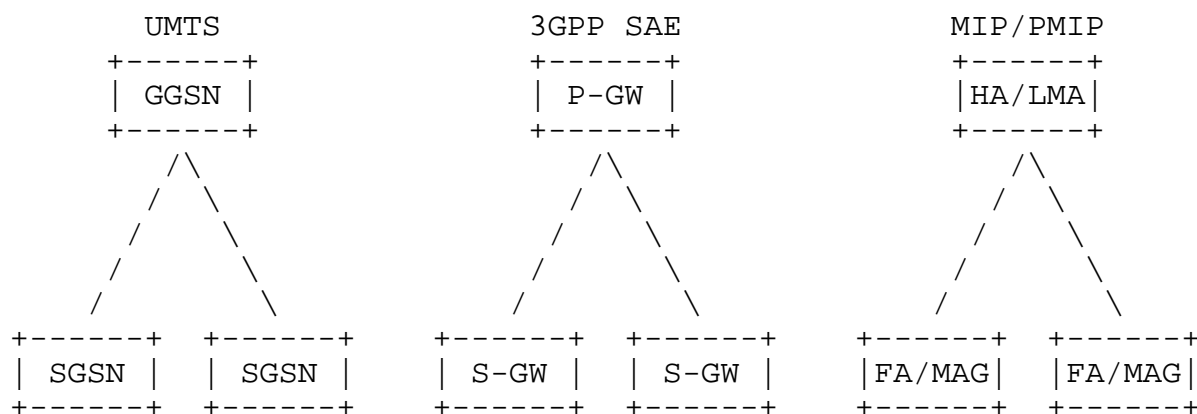 UMTS 3GPP SAE MIP/PMIP
+------+ +------+ +------+
| GGSN | | P-GW | |HA/LMA|
+------+ +------+ +------+
/\ /\ /\
/ \ / \ / \
/ \ / \ / \
/ \ / \ / \
/ \ / \ / \
/ \ / \ / \
+------+ +------+ +------+ +------+ +------+ +------+
| SGSN | | SGSN | | S-GW | | S-GW | |FA/MAG| |FA/MAG|
+------+ +------+ +------+ +------+ +------+ +------+